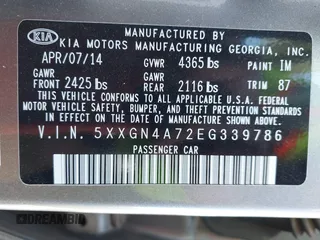 KIA MANUFACTURED BY
KIA MOTORS MANUFACTURING GEORGIA, INC.
APR/07/14 GVWR 4365 lbs PAINT IM
GAWR GAWR
FRONT 2425 lbs REAR 2116 lbs TRIM 87
THIS VEHICLE CONFORMS TO ALL APPLICABLE
FEDERAL MOTOR VEHICLE SAFETY, BUMPER, AND
THEFT PREVENTION STANDARDS IN EFFECT ON
THE DATE OF MANUFACTURE SHOWN ABOVE.
V.I.N. 5XXGN4A72EG339786
PASSENGER CAR
© CARFAST